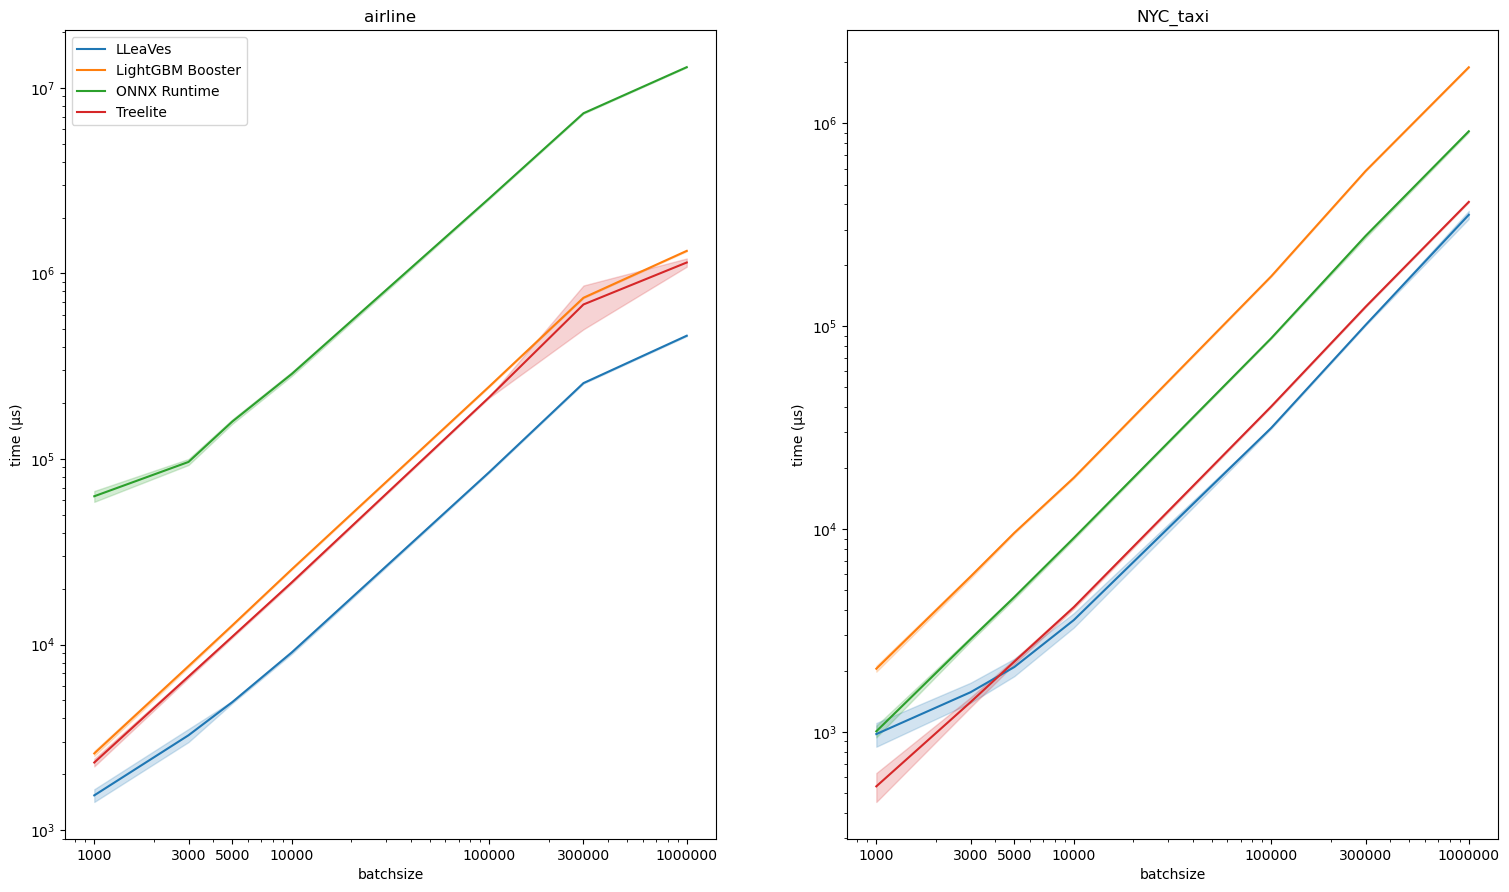 airline
LLeaVes
LightGBM Booster
ONNX Runtime
Treelite
10⁷
10⁶
10⁵
10⁴
10³
time (μs)
1000 3000 5000 10000 100000 300000 1000000
batchsize
NYC_taxi
10⁶
10⁵
10⁴
10³
time (μs)
1000 3000 5000 10000 100000 300000 1000000
batchsize